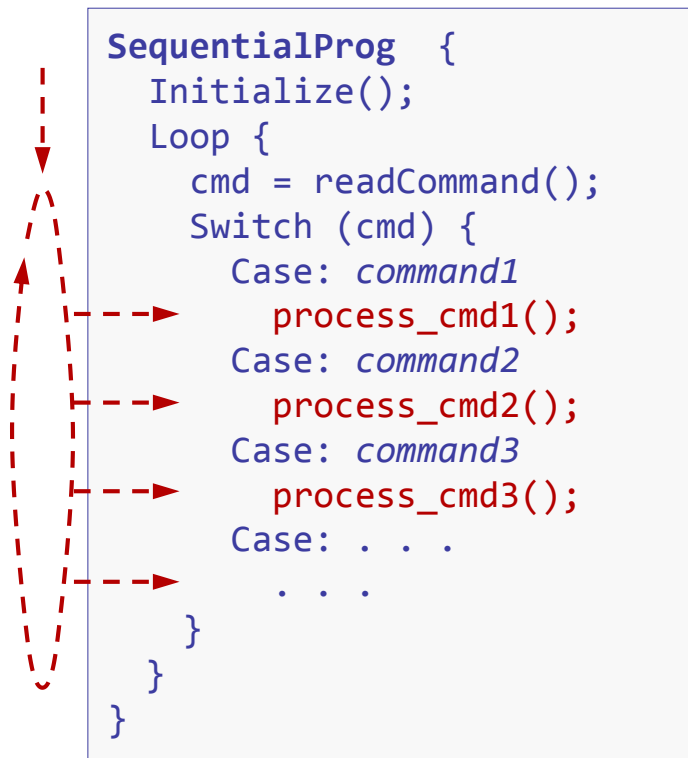 SequentialProg {
Initialize();
Loop {
cmd = readCommand();
Switch (cmd) {
Case: command1
process_cmd1();
Case: command2
process_cmd2();
Case: command3
process_cmd3();
Case: . . .
. . .
}
}
}